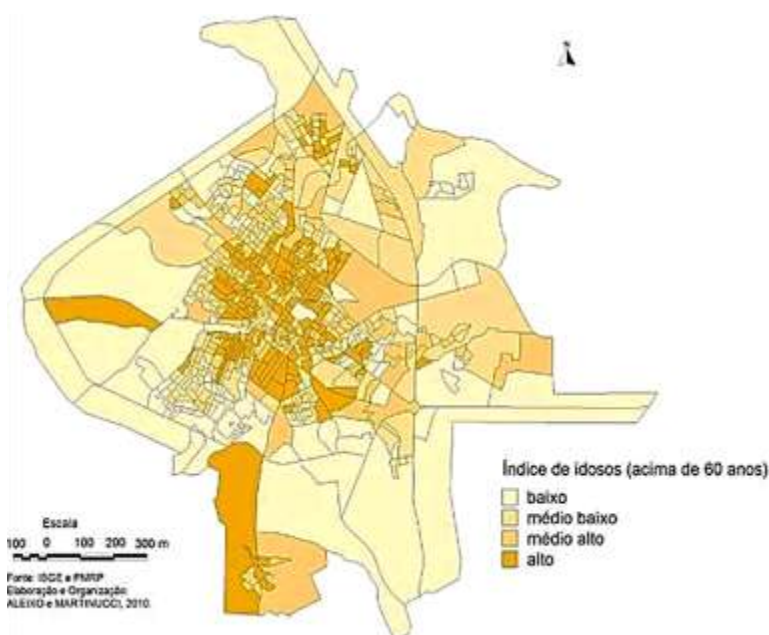 N
Índice de idosos (acima de 60 anos)
baixo
médio baixo
médio alto
alto
Escala
100 0 100 200 300 m
Fonte: IBGE e PMRP
Elaboração e Organização:
ALEIXO e MARTINUCCI, 2010.